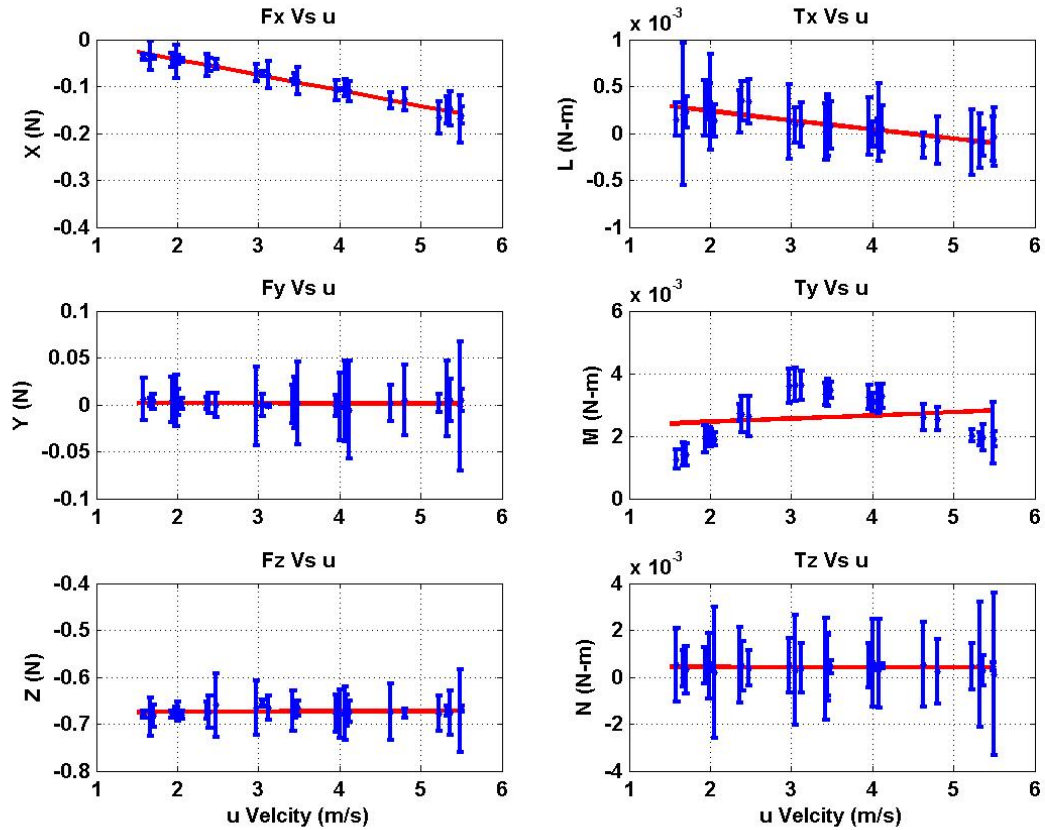 Fx Vs u
0
-0.1
-0.2
-0.3
-0.4
X (N)
1 2 3 4 5 6
Tx Vs u
x 10⁻³
1
0.5
0
-0.5
-1
L (N-m)
1 2 3 4 5 6
Fy Vs u
0.1
0.05
0
-0.05
-0.1
Y (N)
1 2 3 4 5 6
Ty Vs u
x 10⁻³
6
4
2
0
M (N-m)
1 2 3 4 5 6
Fz Vs u
-0.4
-0.5
-0.6
-0.7
-0.8
Z (N)
1 2 3 4 5 6
u Velcity (m/s)
Tz Vs u
x 10⁻³
4
2
0
-2
-4
N (N-m)
1 2 3 4 5 6
u Velcity (m/s)